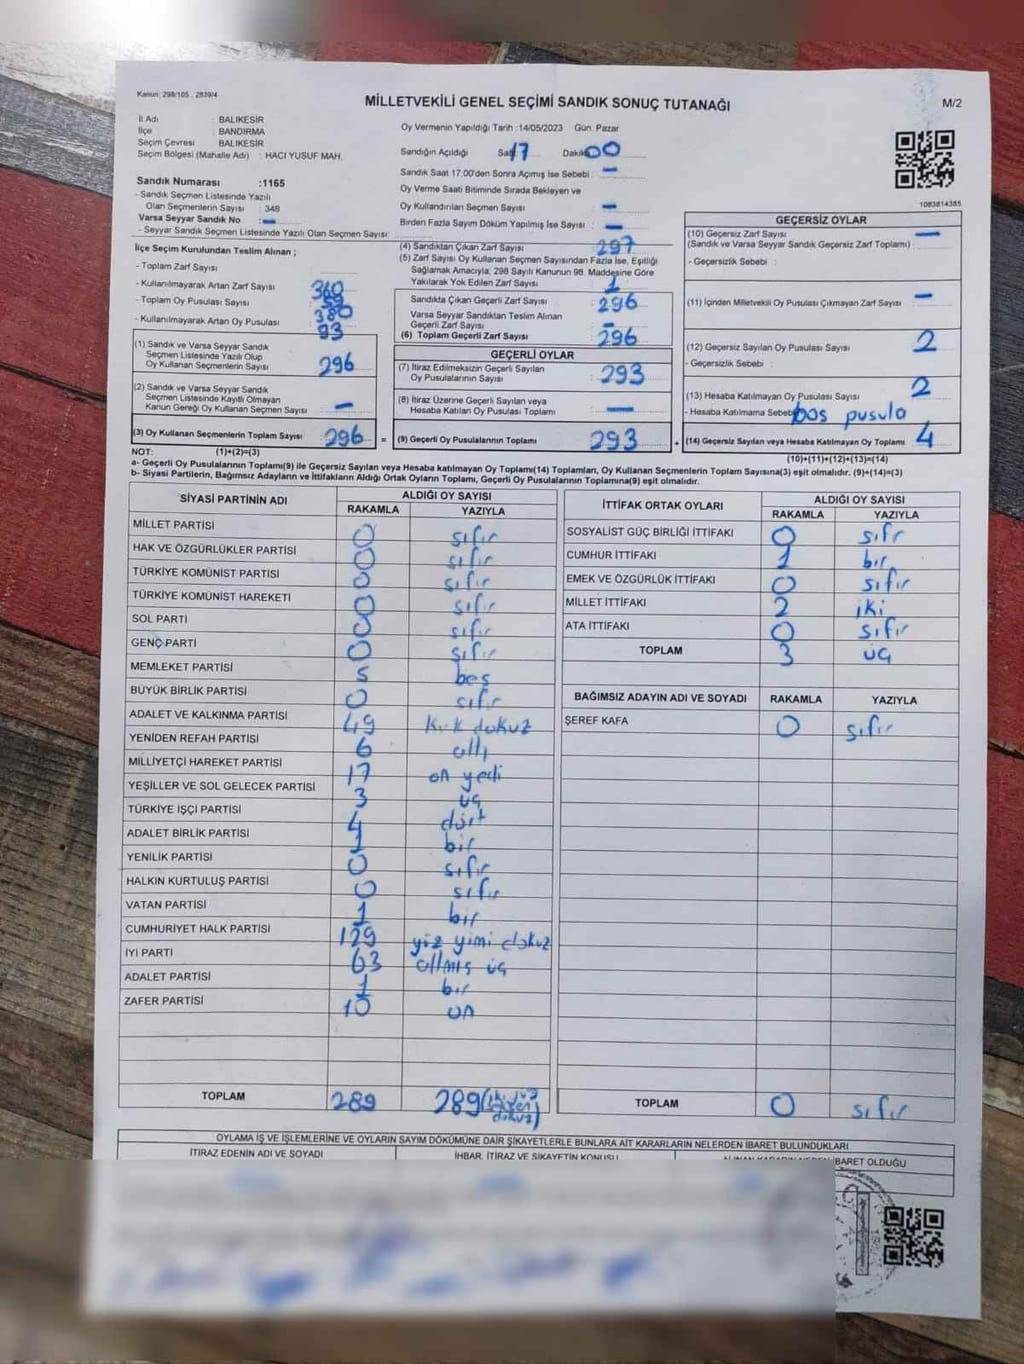 Kanun: 298/105 , 2839/4
MİLLETVEKİLİ GENEL SEÇİMİ SANDIK SONUÇ TUTANAĞI
M/2
İl Adı : BALIKESİR
İlçe : BANDIRMA
Seçim Çevresi : BALIKESİR
Seçim Bölgesi (Mahalle Adı) : HACI YUSUF MAH.
Oy Vermenin Yapıldığı Tarih :14/05/2023 Gün: Pazar
Sandığın Açıldığı Saat 17 Dakika 00
Sandık Saat 17:00'den Sonra Açımış İse Sebebi : —
Oy Verme Saati Bitiminde Sırada Bekleyen ve
Oy Kullandırılan Seçmen Sayısı : —
Birden Fazla Sayım Döküm Yapılmış İse Sayısı : —
Sandık Numarası :1165
- Sandık Seçmen Listesinde Yazılı
Olan Seçmenlerin Sayısı : 348
Varsa Seyyar Sandık No : —
- Seyyar Sandık Seçmen Listesinde Yazılı Olan Seçmen Sayısı:
1083814385
İlçe Seçim Kurulundan Teslim Alınan ;
- Toplam Zarf Sayısı
- Kullanılmayarak Artan Zarf Sayısı 360
- Toplam Oy Pusulası Sayısı
- Kullanılmayarak Artan Oy Pusulası 380
93
(1) Sandık ve Varsa Seyyar Sandık
Seçmen Listesinde Yazılı Olup
Oy Kullanan Seçmenlerin Sayısı 296
(2) Sandık ve Varsa Seyyar Sandık
Seçmen Listesinde Kayıtlı Olmayan
Kanun Gereği Oy Kullanan Seçmen Sayısı —
(3) Oy Kullanan Seçmenlerin Toplam Sayısı 296 =
(4) Sandıktan Çıkan Zarf Sayısı 297
(5) Zarf Sayısı Oy Kullanan Seçmen Sayısından Fazla İse, Eşitliği
Sağlamak Amacıyla, 298 Sayılı Kanunun 98. Maddesine Göre
Yakılarak Yok Edilen Zarf Sayısı : 1
Sandıkta Çıkan Geçerli Zarf Sayısı : 296
Varsa Seyyar Sandıktan Teslim Alınan
Geçerli Zarf Sayısı : —
(6) Toplam Geçerli Zarf Sayısı : 296
GEÇERLİ OYLAR
(7) İtiraz Edilmeksizin Geçerli Sayılan
Oy Pusulalarının Sayısı : 293
(8) İtiraz Üzerine Geçerli Sayılan veya
Hesaba Katılan Oy Pusulası Toplamı : —
(9) Geçerli Oy Pusulalarının Toplamı 293 +
GEÇERSİZ OYLAR
(10) Geçersiz Zarf Sayısı —
(Sandık ve Varsa Seyyar Sandık Geçersiz Zarf Toplamı) :
- Geçersizlik Sebebi :
(11) İçinden Milletvekili Oy Pusulası Çıkmayan Zarf Sayısı : —
(12) Geçersiz Sayılan Oy Pusulası Sayısı : 2
- Geçersizlik Sebebi :
(13) Hesaba Katılmayan Oy Pusulası Sayısı : 2
- Hesaba Katılmama Sebebi boş pusula
(14) Geçersiz Sayılan veya Hesaba Katılmayan Oy Pusulası Toplamı 4
NOT: (1)+(2)=(3)
(10)+(11)+(12)+(13)=(14)
a- Geçerli Oy Pusulalarının Toplamı(9) ile Geçersiz Sayılan veya Hesaba katılmayan Oy Toplamı(14) Toplamları, Oy Kullanan Seçmenlerin Toplam Sayısına(3) eşit olmalıdır. (9)+(14)=(3)
b- Siyasi Partilerin, Bağımsız Adayların ve İttifakların Aldığı Ortak Oyların Toplamı, Geçerli Oy Pusulalarının Toplamına(9) eşit olmalıdır.
SİYASİ PARTİNİN ADI
ALDIĞI OY SAYISI
RAKAMLA YAZIYLA
MİLLET PARTİSİ 0 sıfır
HAK VE ÖZGÜRLÜKLER PARTİSİ 0 sıfır
TÜRKİYE KOMÜNİST PARTİSİ 0 sıfır
TÜRKİYE KOMÜNİST HAREKETİ 0 sıfır
SOL PARTİ 0 sıfır
GENÇ PARTİ 0 sıfır
MEMLEKET PARTİSİ 5 beş
BÜYÜK BİRLİK PARTİSİ 0 sıfır
ADALET VE KALKINMA PARTİSİ 49 kırk dokuz
YENİDEN REFAH PARTİSİ 6 altı
MİLLİYETÇİ HAREKET PARTİSİ 17 on yedi
YEŞİLLER VE SOL GELECEK PARTİSİ 3 üç
TÜRKİYE İŞÇİ PARTİSİ 4 dört
ADALET BİRLİK PARTİSİ 1 bir
YENİLİK PARTİSİ 0 sıfır
HALKIN KURTULUŞ PARTİSİ 0 sıfır
VATAN PARTİSİ 1 bir
CUMHURİYET HALK PARTİSİ 129 yüz yimi dokuz
İYİ PARTİ 63 altmış üç
ADALET PARTİSİ 1 bir
ZAFER PARTİSİ 10 on
TOPLAM 289 289 (iki yüz seksen dokuz)
İTTİFAK ORTAK OYLARI
ALDIĞI OY SAYISI
RAKAMLA YAZIYLA
SOSYALİST GÜÇ BİRLİĞİ İTTİFAKI 0 sıfır
CUMHUR İTTİFAKI 1 bir
EMEK VE ÖZGÜRLÜK İTTİFAKI 0 sıfır
MİLLET İTTİFAKI 2 iki
ATA İTTİFAKI 0 sıfır
TOPLAM 3 üç
BAĞIMSIZ ADAYIN ADI VE SOYADI RAKAMLA YAZIYLA
ŞEREF KAFA 0 sıfır
TOPLAM 0 sıfır
OYLAMA İŞ VE İŞLEMLERİNE VE OYLARIN SAYIM DÖKÜMÜNE DAİR ŞİKAYETLERLE BUNLARA AİT KARARLARIN NELERDEN İBARET BULUNDUKLARI
İTİRAZ EDENİN ADI VE SOYADI
İHBAR, İTİRAZ VE ŞİKAYETİN KONUSU
İBARET OLDUĞU